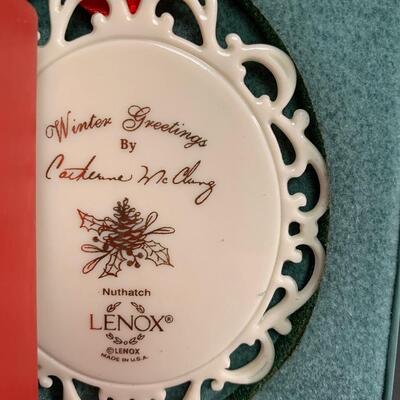 Winter Greetings
By
Catherine McClung
Nuthatch
LENOX®
©LENOX
MADE IN U.S.A.